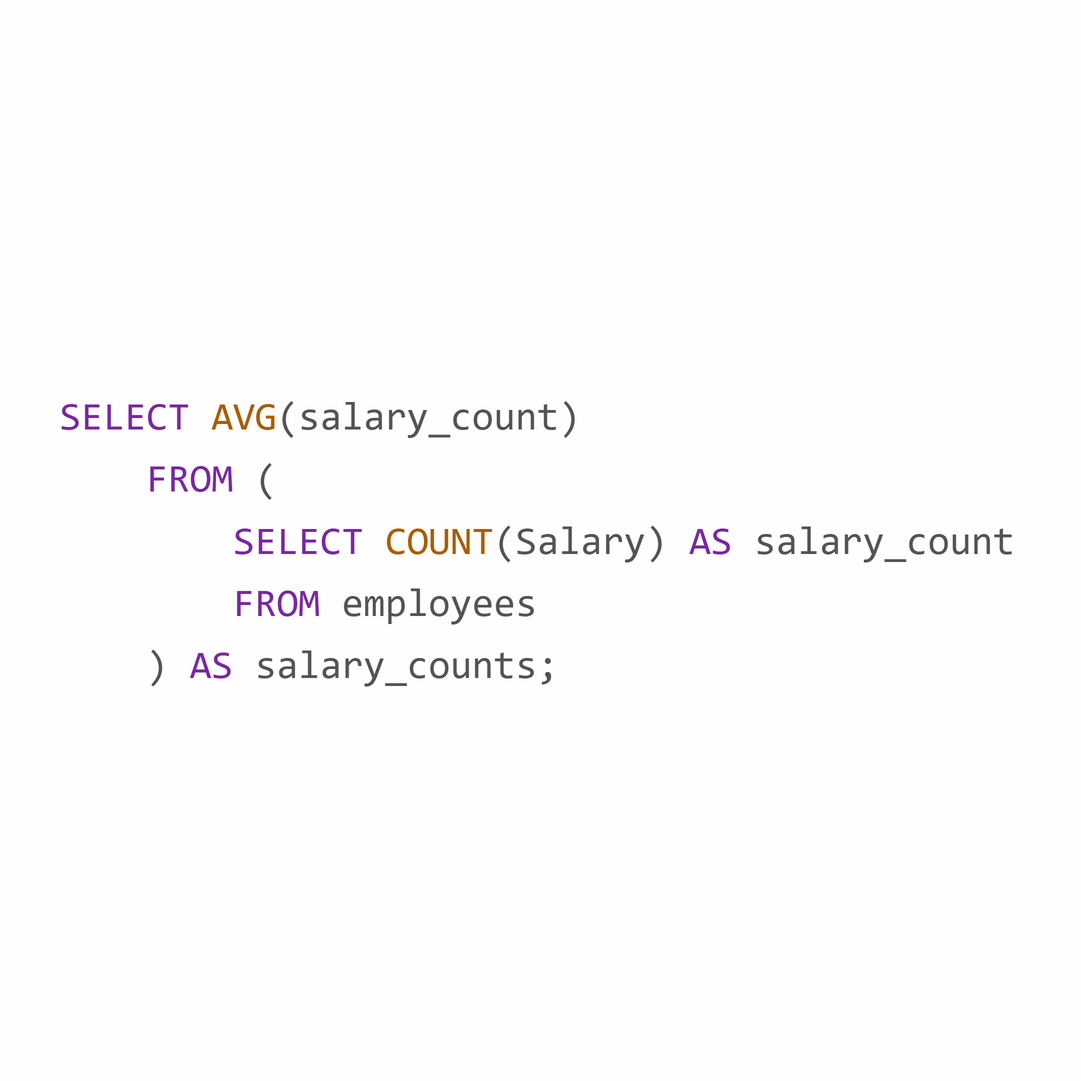 SELECT AVG(salary_count)
    FROM (
        SELECT COUNT(Salary) AS salary_count
        FROM employees
    ) AS salary_counts;